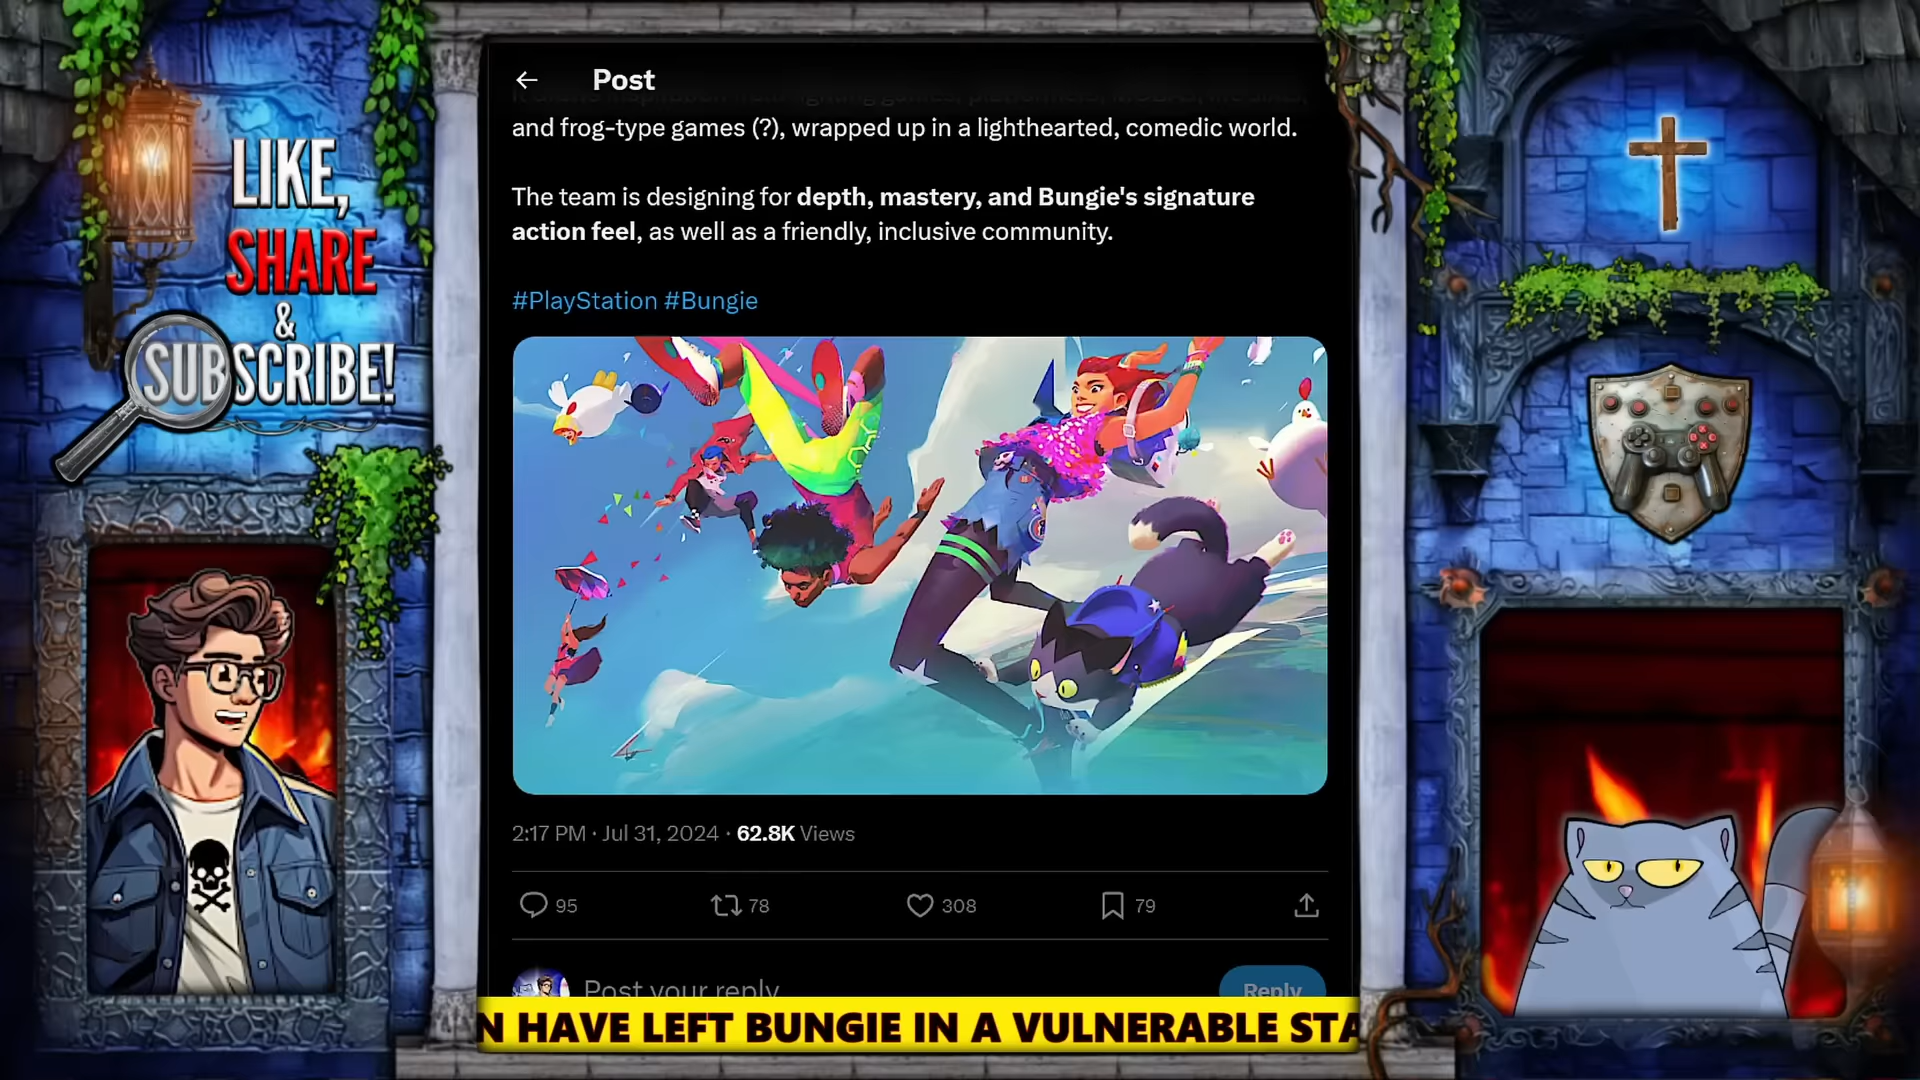 LIKE,
SHARE
&
SUBSCRIBE!
Post
and frog-type games (?), wrapped up in a lighthearted, comedic world.
The team is designing for depth, mastery, and Bungie's signature
action feel, as well as a friendly, inclusive community.
#PlayStation #Bungie
2:17 PM · Jul 31, 2024 · 62.8K Views
95 78 308 79
Post your reply
Reply
N HAVE LEFT BUNGIE IN A VULNERABLE STA